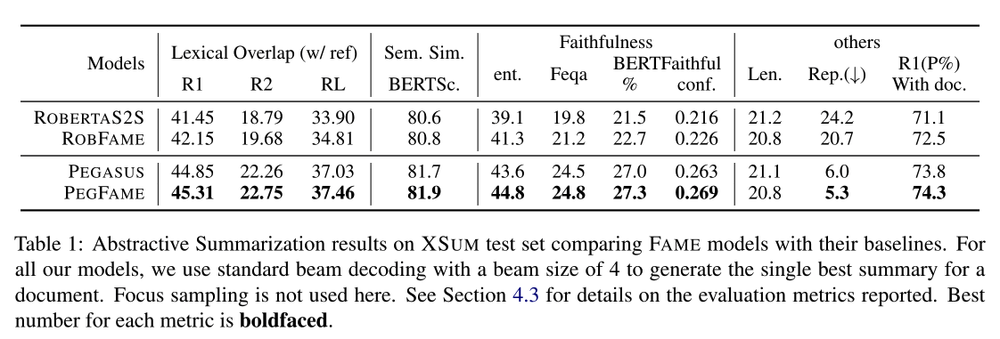 Models Lexical Overlap (w/ ref) Sem. Sim. Faithfulness others
R1 R2 RL BERTSc. ent. Feqa BERTFaithful % conf. Len. Rep.(↓) R1(P%) With doc.
ROBERTAS2S 41.45 18.79 33.90 80.6 39.1 19.8 21.5 0.216 21.2 24.2 71.1
ROBFAME 42.15 19.68 34.81 80.8 41.3 21.2 22.7 0.226 20.8 20.7 72.5
PEGASUS 44.85 22.26 37.03 81.7 43.6 24.5 27.0 0.263 21.1 6.0 73.8
PEGFAME 45.31 22.75 37.46 81.9 44.8 24.8 27.3 0.269 20.8 5.3 74.3
Table 1: Abstractive Summarization results on XSUM test set comparing FAME models with their baselines. For
all our models, we use standard beam decoding with a beam size of 4 to generate the single best summary for a
document. Focus sampling is not used here. See Section 4.3 for details on the evaluation metrics reported. Best
number for each metric is boldfaced.